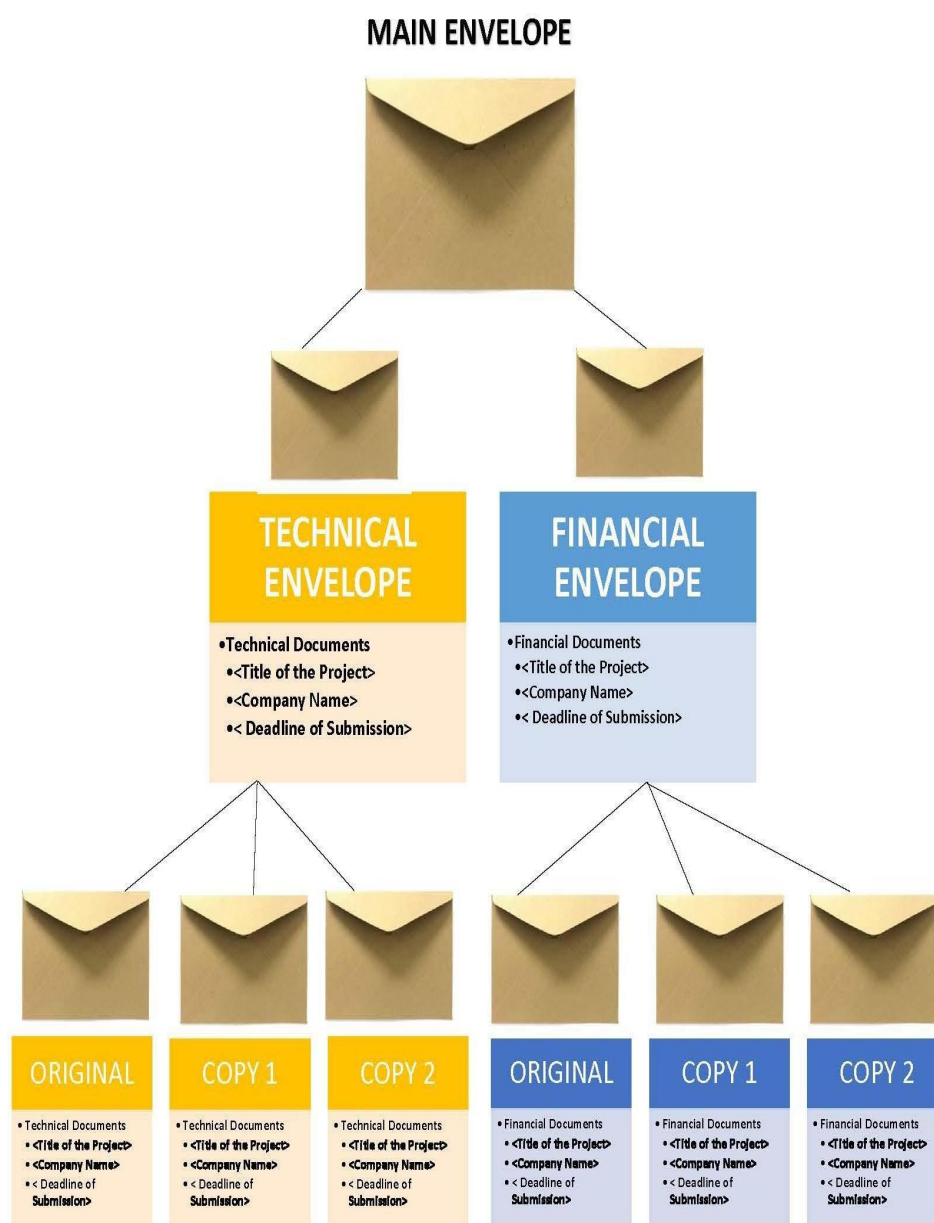 MAIN ENVELOPE
TECHNICAL
ENVELOPE
•Technical Documents
•<Title of the Project>
•<Company Name>
•< Deadline of Submission>
FINANCIAL
ENVELOPE
•Financial Documents
•<Title of the Project>
•<Company Name>
•< Deadline of Submission>
ORIGINAL
• Technical Documents
• <Title of the Project>
• <Company Name>
• < Deadline of
Submission>
COPY 1
• Technical Documents
• <Title of the Project>
• <Company Name>
• < Deadline of
Submission>
COPY 2
• Technical Documents
• <Title of the Project>
• <Company Name>
• < Deadline of
Submission>
ORIGINAL
• Financial Documents
• <Title of the Project>
• <Company Name>
• < Deadline of
Submission>
COPY 1
• Financial Documents
• <Title of the Project>
• <Company Name>
• < Deadline of
Submission>
COPY 2
• Financial Documents
• <Title of the Project>
• <Company Name>
• < Deadline of
Submission>